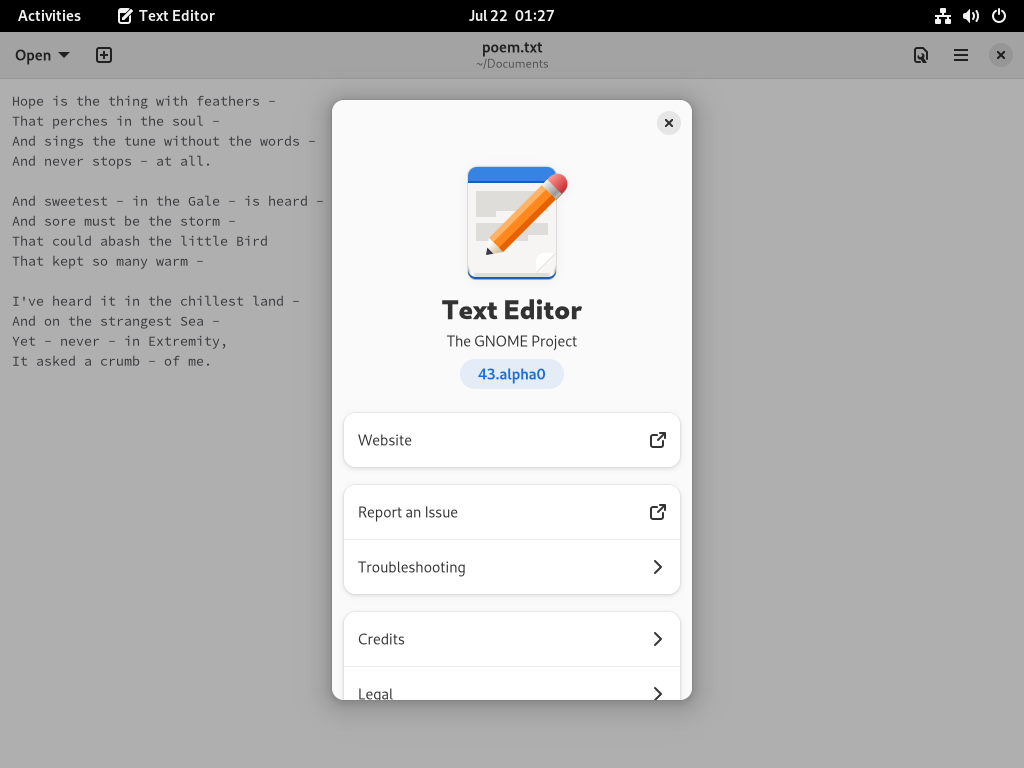 Activities
Text Editor
Jul 22 01:27
Open
poem.txt
~/Documents
Hope is the thing with feathers -
That perches in the soul -
And sings the tune without the words -
And never stops - at all.
And sweetest - in the Gale - is heard -
And sore must be the storm -
That could abash the little Bird
That kept so many warm -
I've heard it in the chillest land -
And on the strangest Sea -
Yet - never - in Extremity,
It asked a crumb - of me.
Text Editor
The GNOME Project
43.alpha0
Website
Report an Issue
Troubleshooting
Credits
Legal